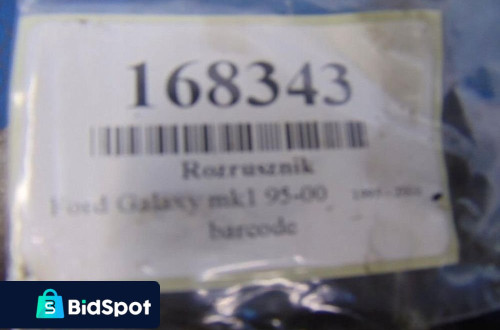 168343
Rozrusznik
Ford Galaxy mk1 95-00
barcode
BidSpot